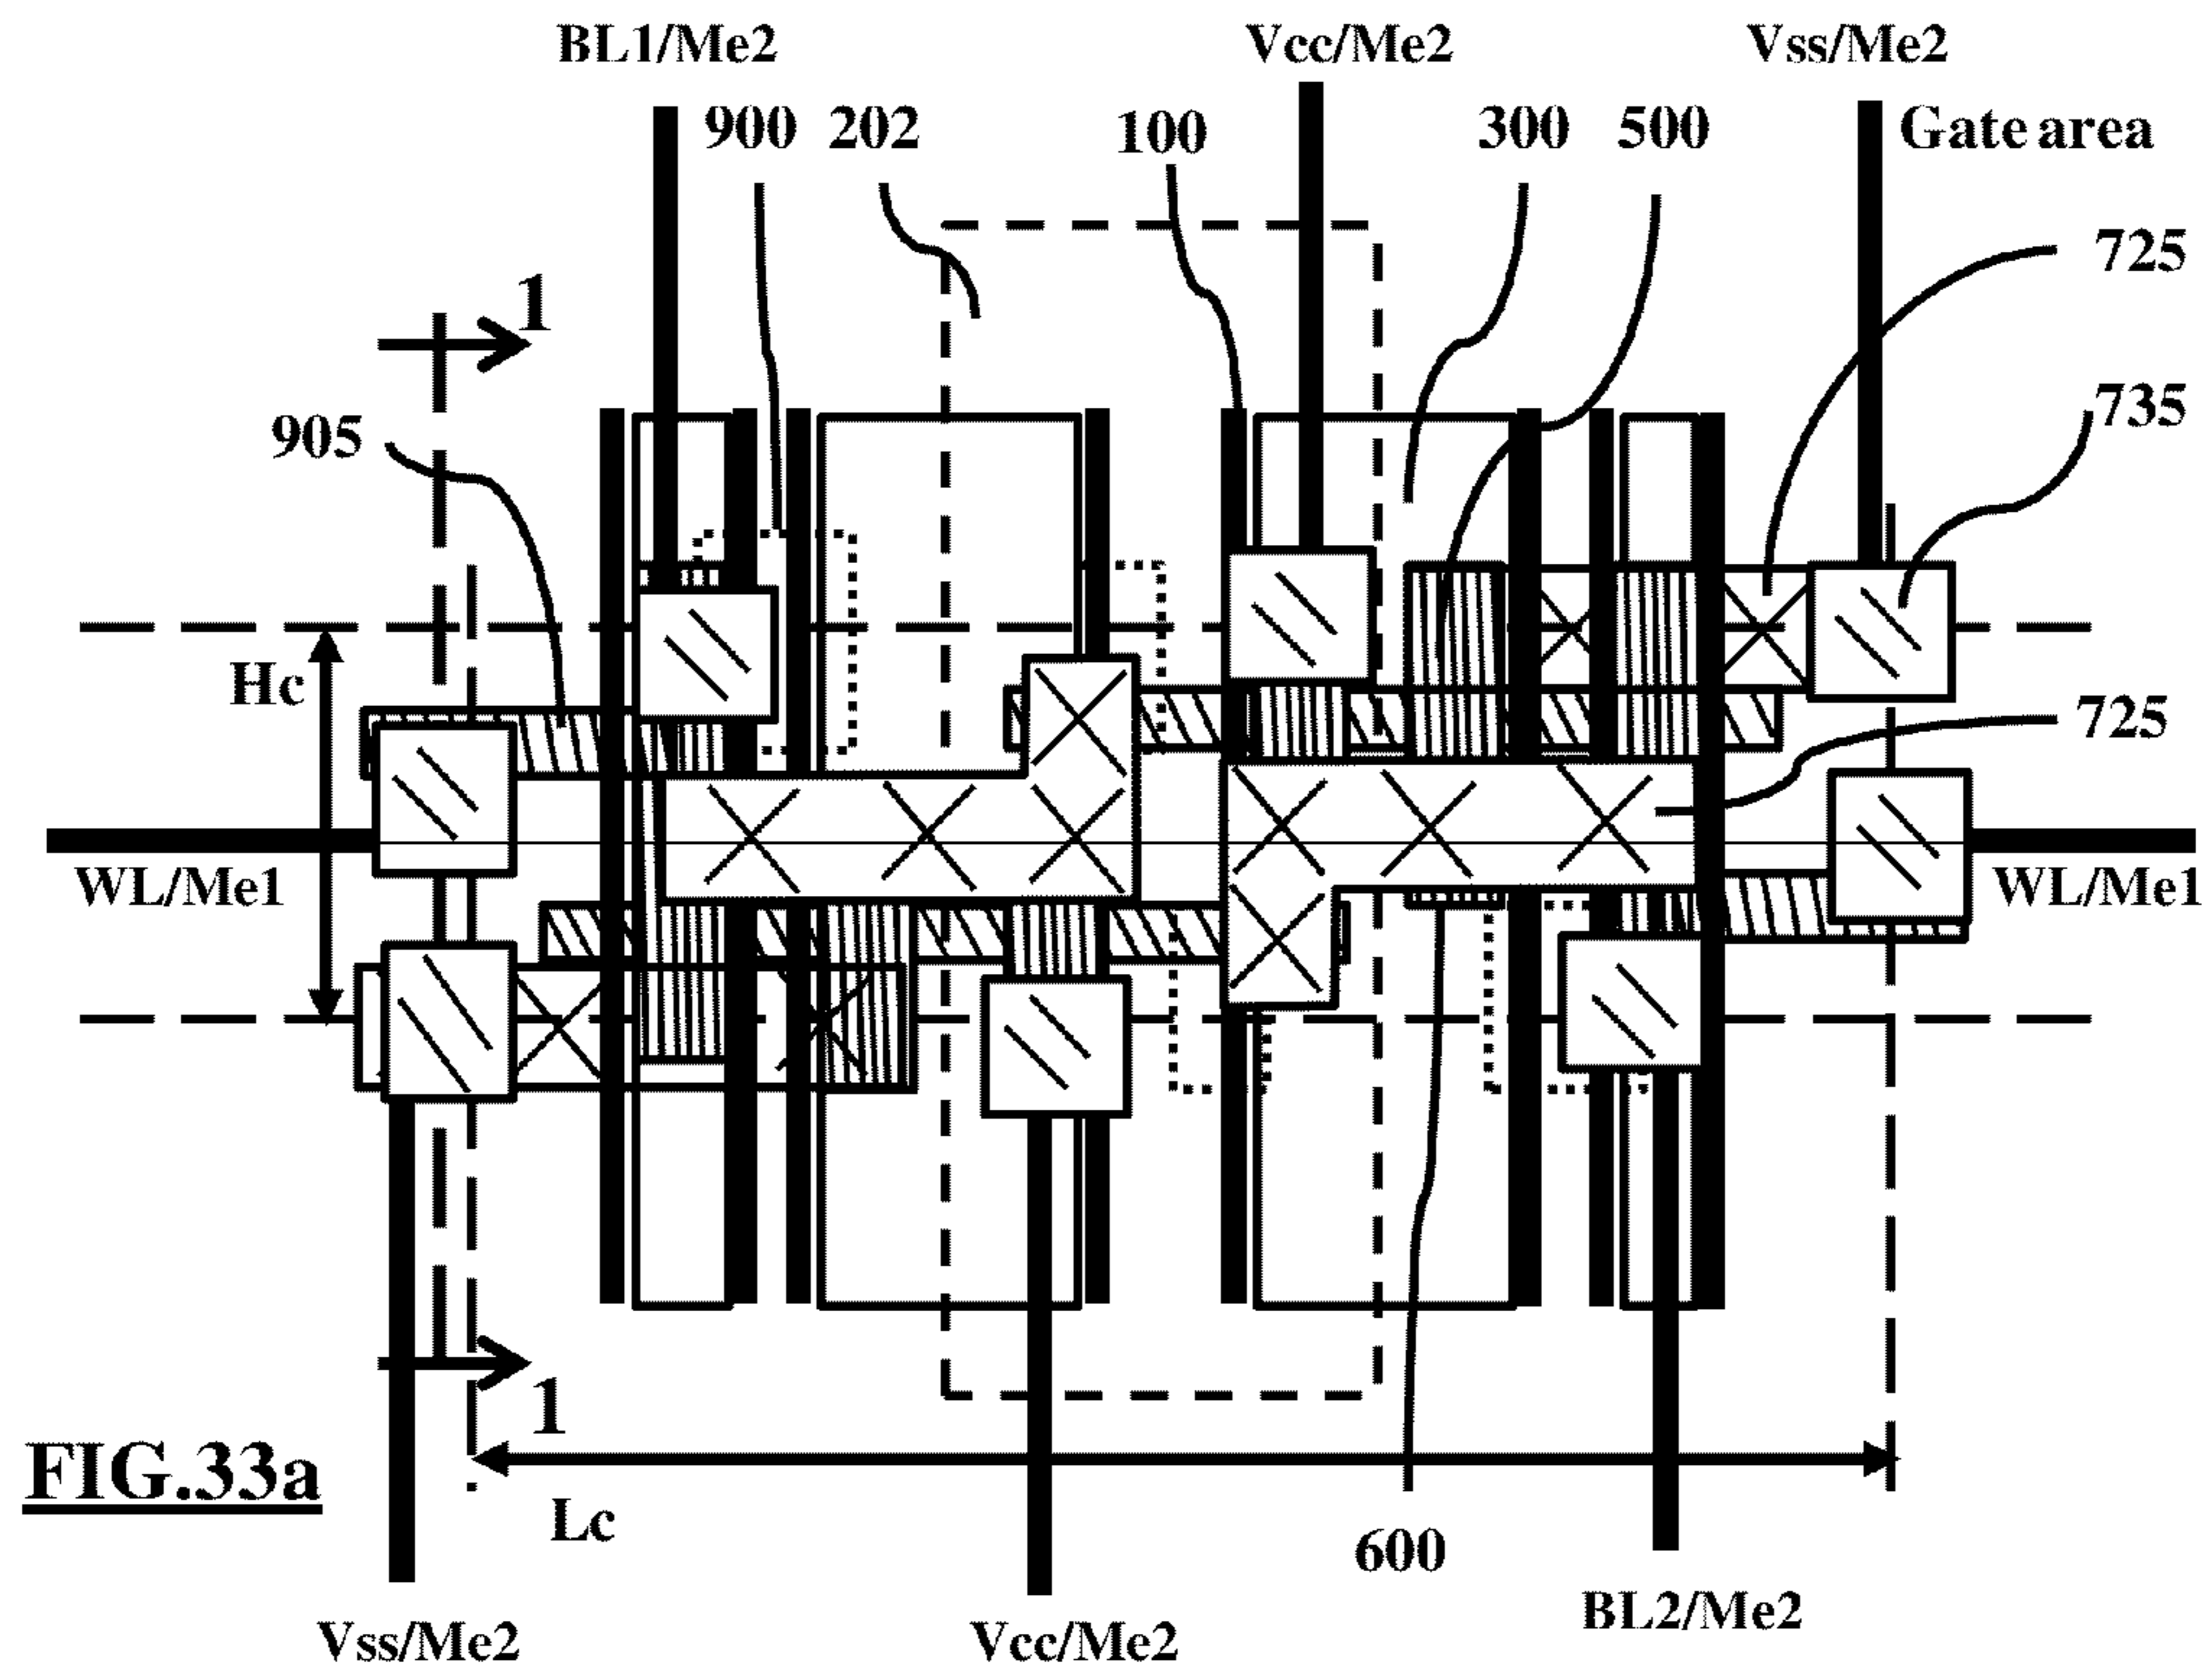 BL1/Me2
Vcc/Me2
Vss/Me2
900
202
100
300
500
Gate area
725
1
735
905
Hc
725
WL/Me1
WL/Me1
1
FIG.33a
Lc
600
BL2/Me2
Vss/Me2
Vcc/Me2